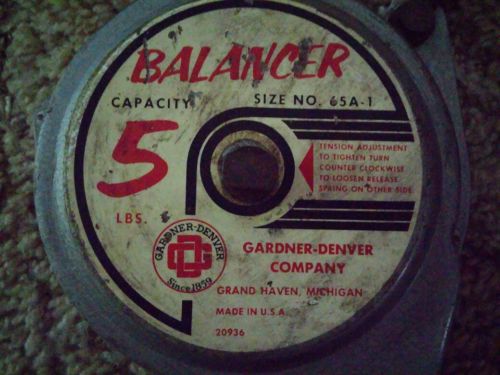 BALANCER
CAPACITY SIZE NO. 65A-1
5
LBS.
TENSION ADJUSTMENT
TO TIGHTEN TURN
COUNTER CLOCKWISE
TO LOOSEN RELEASE
SPRING ON OTHER SIDE
GARDNER-DENVER
GD
Since 1859
GARDNER-DENVER
COMPANY
GRAND HAVEN, MICHIGAN
MADE IN U.S.A.
20936